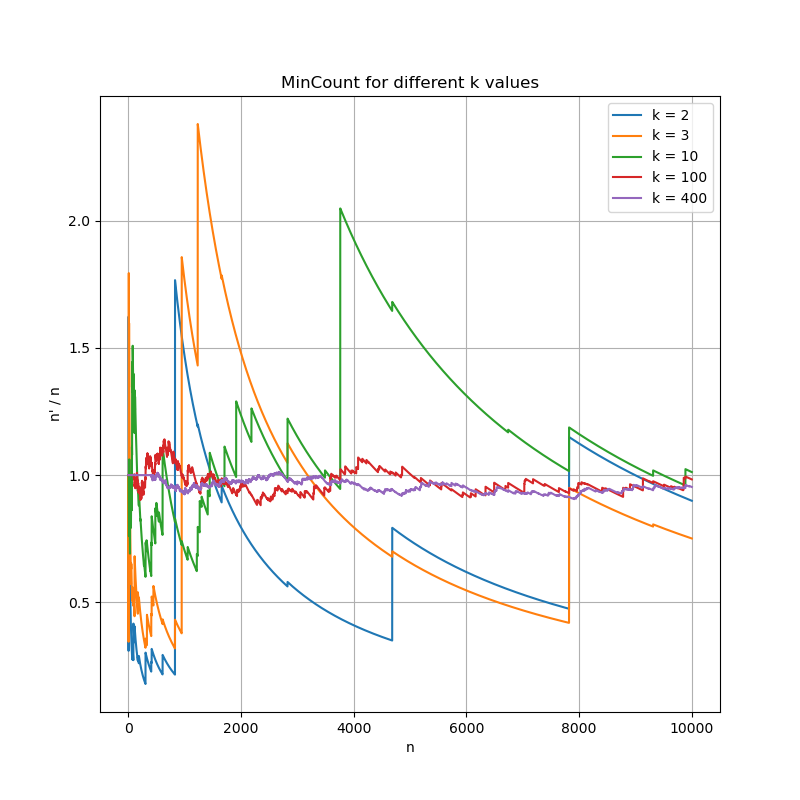 MinCount for different k values
k = 2
k = 3
k = 10
k = 100
k = 400
2.0
1.5
1.0
0.5
n' / n
0 2000 4000 6000 8000 10000
n